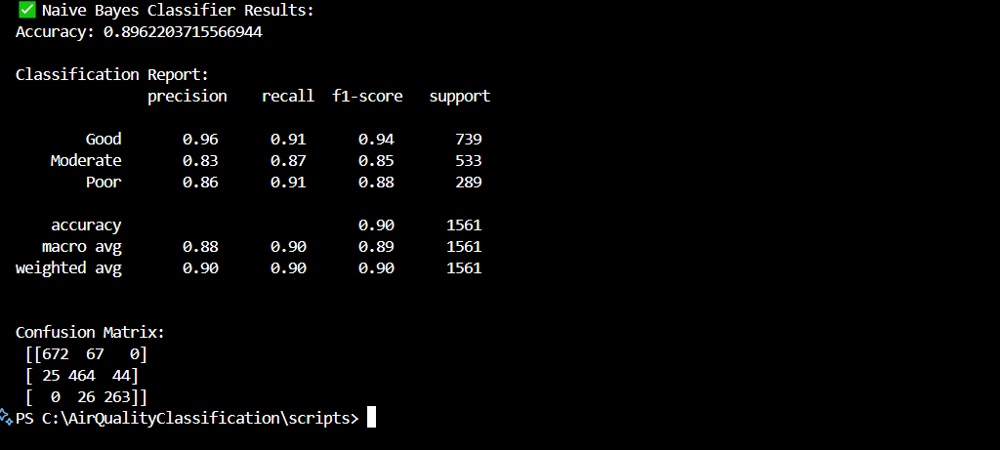 ✅ Naive Bayes Classifier Results:
Accuracy: 0.8962203715566944
Classification Report:
precision recall f1-score support
Good 0.96 0.91 0.94 739
Moderate 0.83 0.87 0.85 533
Poor 0.86 0.91 0.88 289
accuracy 0.90 1561
macro avg 0.88 0.90 0.89 1561
weighted avg 0.90 0.90 0.90 1561
Confusion Matrix:
[[672 67 0]
[ 25 464 44]
[ 0 26 263]]
PS C:\AirQualityClassification\scripts>